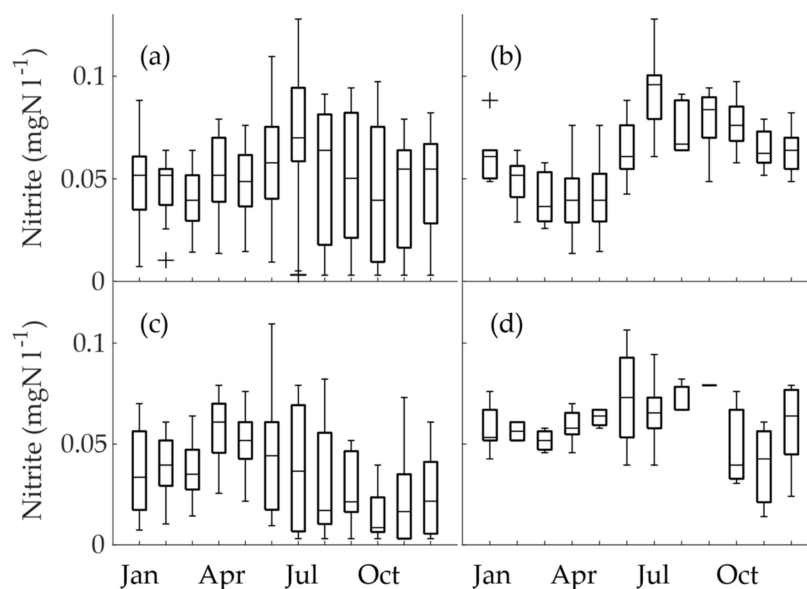 (a)
(b)
0.1
0.05
0
Nitrite (mgN l-1)
(c)
(d)
0.1
0.05
0
Nitrite (mgN l-1)
Jan Apr Jul Oct
Jan Apr Jul Oct